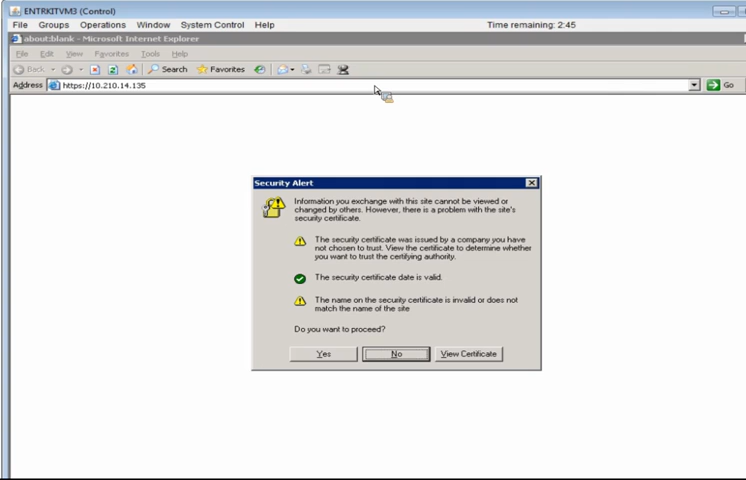 ENTRKITVM3 (Control)
File Groups Operations Window System Control Help Time remaining: 2:45
about:blank - Microsoft Internet Explorer
File Edit View Favorites Tools Help
Back Search Favorites
Address https://10.210.14.135 Go
Security Alert
Information you exchange with this site cannot be viewed or
changed by others. However, there is a problem with the site's
security certificate.
The security certificate was issued by a company you have
not chosen to trust. View the certificate to determine whether
you want to trust the certifying authority.
The security certificate date is valid.
The name on the security certificate is invalid or does not
match the name of the site
Do you want to proceed?
Yes No View Certificate